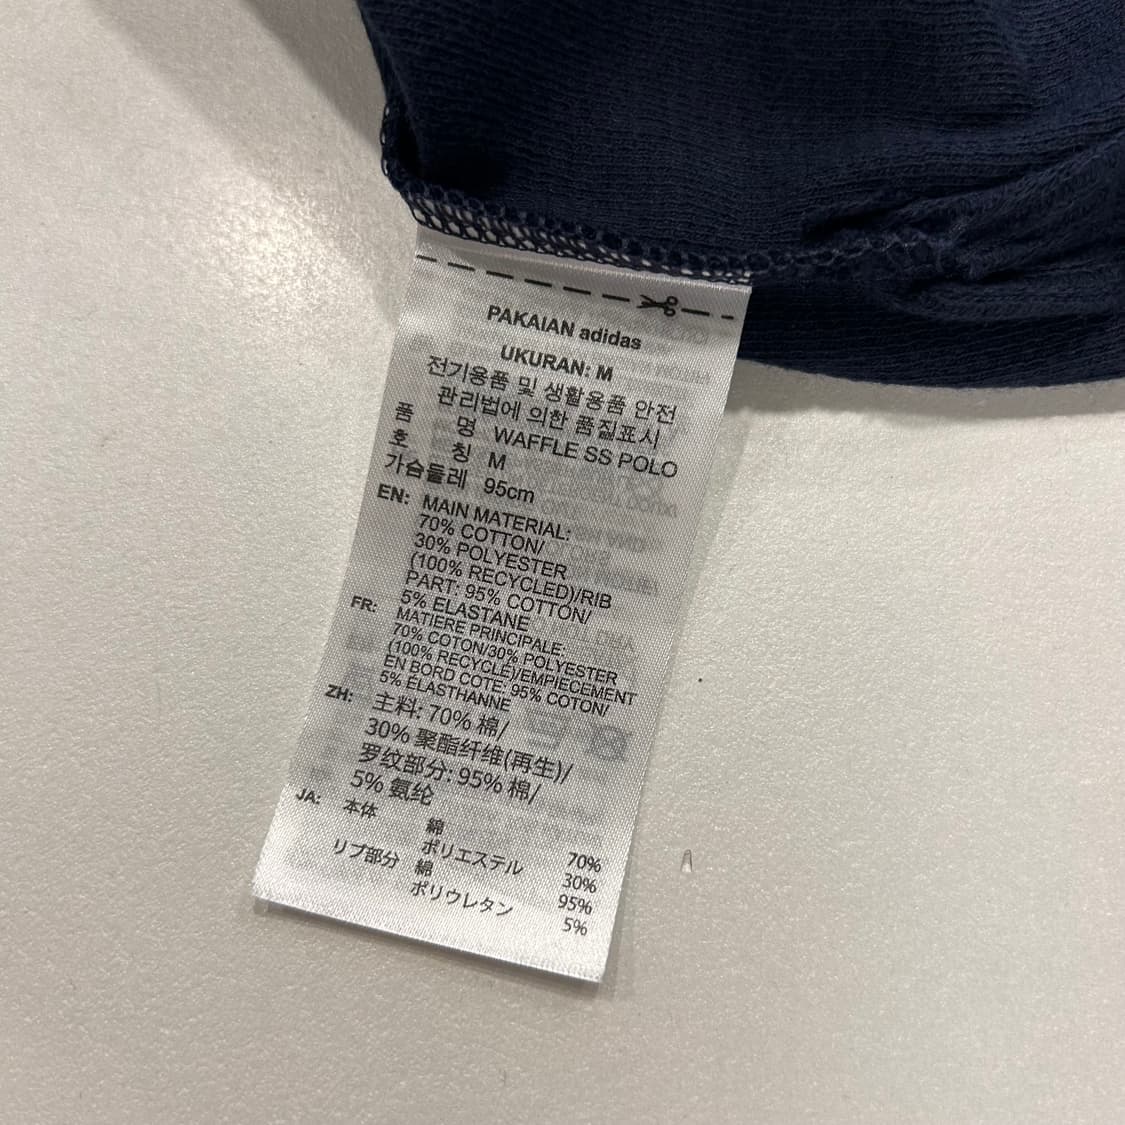 PAKAIAN adidas
UKURAN: M
전기용품 및 생활용품 안전
관리법에 의한 품질표시
품 명 WAFFLE SS POLO
호 칭 M
가슴둘레 95cm
EN: MAIN MATERIAL:
70% COTTON/
30% POLYESTER
(100% RECYCLED)/RIB
PART: 95% COTTON/
5% ELASTANE
FR: MATIERE PRINCIPALE:
70% COTON/30% POLYESTER
(100% RECYCLÉ)/EMPIECEMENT
EN BORD COTE: 95% COTON/
5% ÉLASTHANNE
ZH: 主料: 70% 棉/
30% 聚酯纤维(再生)/
罗纹部分: 95% 棉/
5% 氨纶
JA: 本体 綿 70%
ポリエステル 30%
リブ部分 綿 95%
ポリウレタン 5%